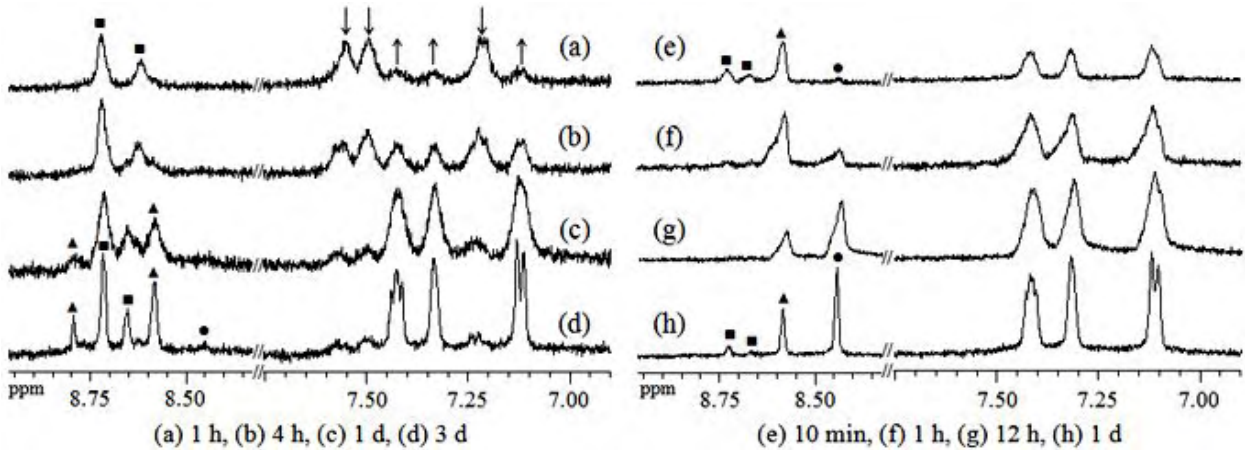 (a)
(b)
(c)
(d)
ppm 8.75 8.50 7.50 7.25 7.00
(a) 1 h, (b) 4 h, (c) 1 d, (d) 3 d
(e)
(f)
(g)
(h)
ppm 8.75 8.50 7.50 7.25 7.00
(e) 10 min, (f) 1 h, (g) 12 h, (h) 1 d